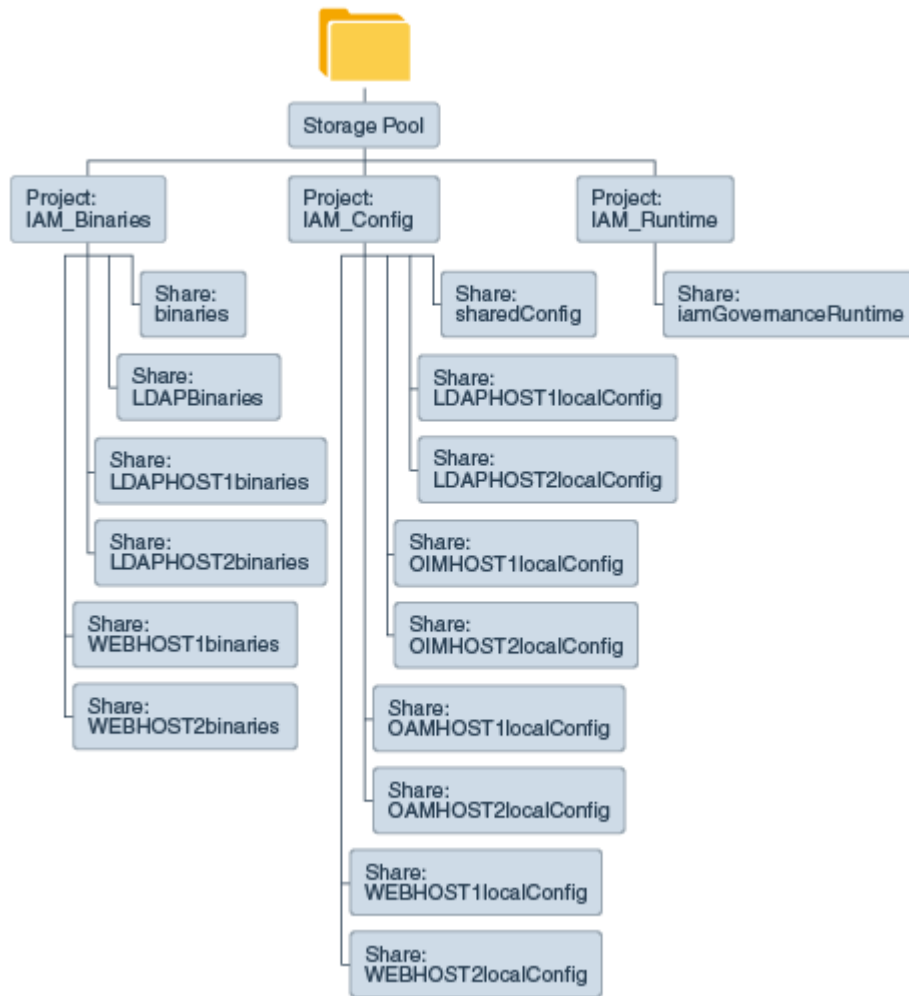 Storage Pool
Project:
IAM_Binaries
Project:
IAM_Config
Project:
IAM_Runtime
Share:
binaries
Share:
LDAPBinaries
Share:
LDAPHOST1binaries
Share:
LDAPHOST2binaries
Share:
WEBHOST1binaries
Share:
WEBHOST2binaries
Share:
sharedConfig
Share:
LDAPHOST1localConfig
Share:
LDAPHOST2localConfig
Share:
OIMHOST1localConfig
Share:
OIMHOST2localConfig
Share:
OAMHOST1localConfig
Share:
OAMHOST2localConfig
Share:
WEBHOST1localConfig
Share:
WEBHOST2localConfig
Share:
iamGovernanceRuntime